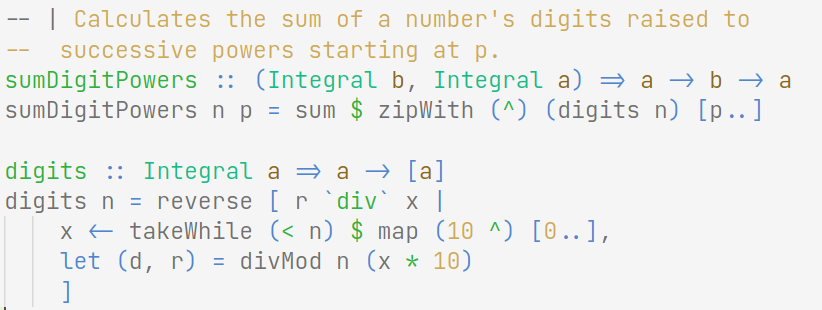 -- | Calculates the sum of a number's digits raised to
--  successive powers starting at p.
sumDigitPowers :: (Integral b, Integral a) => a -> b -> a
sumDigitPowers n p = sum $ zipWith (^) (digits n) [p..]

digits :: Integral a => a -> [a]
digits n = reverse [ r `div` x |
    x <- takeWhile (< n) $ map (10 ^) [0..],
    let (d, r) = divMod n (x * 10)
    ]